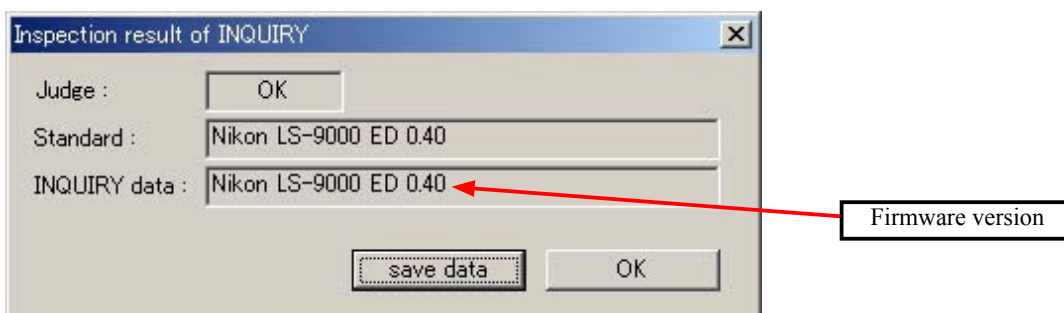 Inspection result of INQUIRY
Judge : OK
Standard : Nikon LS-9000 ED 0.40
INQUIRY data : Nikon LS-9000 ED 0.40
Firmware version
save data OK